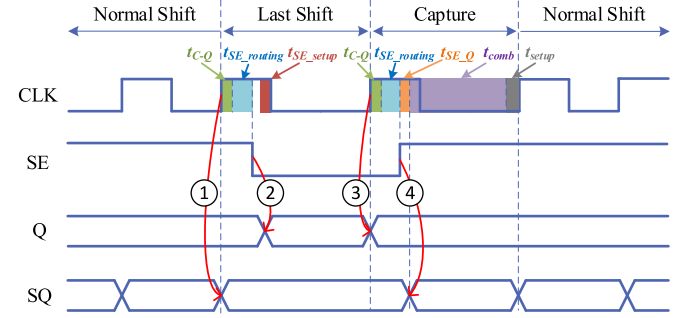 Normal Shift Last Shift Capture Normal Shift
tC-Q tSE_routing tSE_setup tC-Q tSE_routing tSE_Q tcomb tsetup
CLK
SE
1 2 3 4
Q
SQ